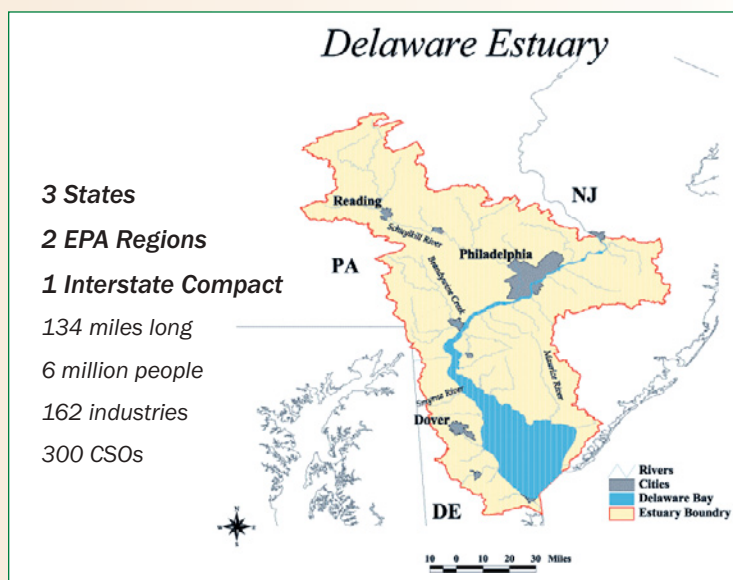 Delaware Estuary
3 States
2 EPA Regions
1 Interstate Compact
134 miles long
6 million people
162 industries
300 CSOs
NJ
Reading
Schuylkill River
Philadelphia
PA
Brandywine Creek
Maurice River
Smyrna River
Dover
DE
Rivers
Cities
Delaware Bay
Estuary Boundry
10 0 10 20 30 Miles
N